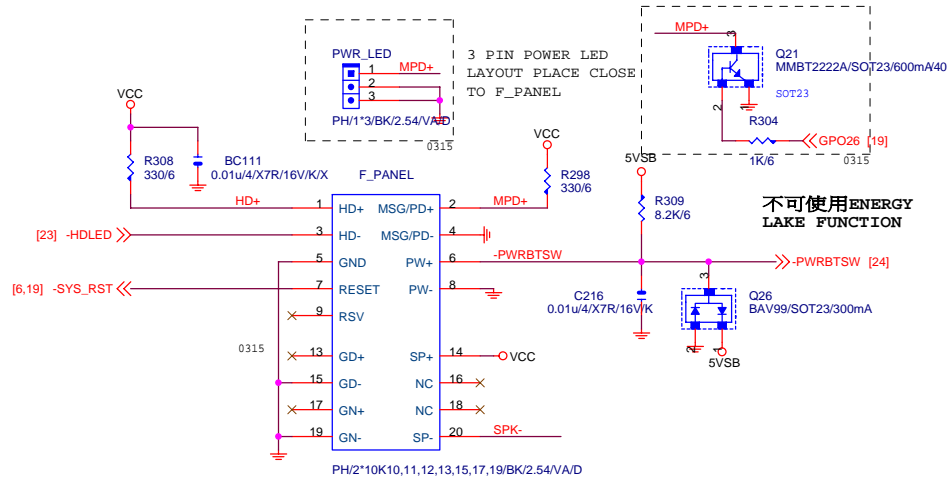 PWR_LED
1
MPD+
2
3
PH/1*3/BK/2.54/VA/D
0315
3 PIN POWER LED
LAYOUT PLACE CLOSE
TO F_PANEL
MPD+
3
Q21
MMBT2222A/SOT23/600mA/40
SOT23
2
1
R304
1K/6
GPO26 [19]
0315
VCC
R308
330/6
BC111
0.01u/4/X7R/16V/K/X
VCC
R298
330/6
5VSB
R309
8.2K/6
不可使用ENERGY
LAKE FUNCTION
F_PANEL
HD+
1 HD+ MSG/PD+ 2
MPD+
[23] -HDLED
3 HD- MSG/PD- 4
5 GND PW+ 6
-PWRBTSW
-PWRBTSW [24]
[6,19] -SYS_RST
7 RESET PW- 8
9 RSV
0315
13 GD+ SP+ 14
VCC
15 GD- NC 16
17 GN+ NC 18
19 GN- SP- 20
SPK-
PH/2*10K10,11,12,13,15,17,19/BK/2.54/VA/D
C216
0.01u/4/X7R/16V/K
3
Q26
BAV99/SOT23/300mA
2
1
5VSB